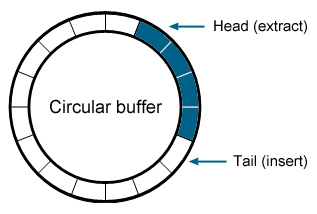 Head (extract)
Circular buffer
Tail (insert)